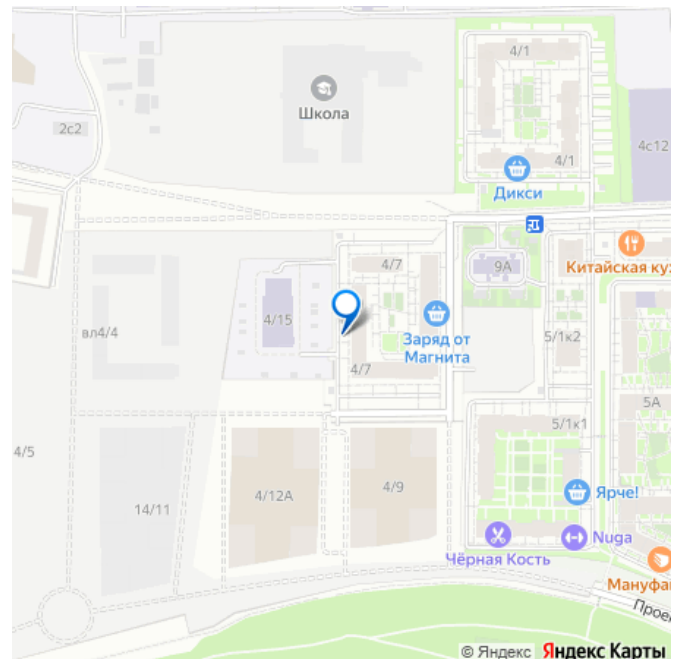 4/1
Школа
2с2
4с12
4/1
Дикси
9А
Китайская кух
4/7
4/15
Заряд от
Магнита
вл4/4
5/1к2
4/7
5А
5/1к1
4/5
4/12А
4/9
Ярче!
14/11
Nuga
Чёрная Кость
Мануфа
Прое
© Яндекс Яндекс Карты